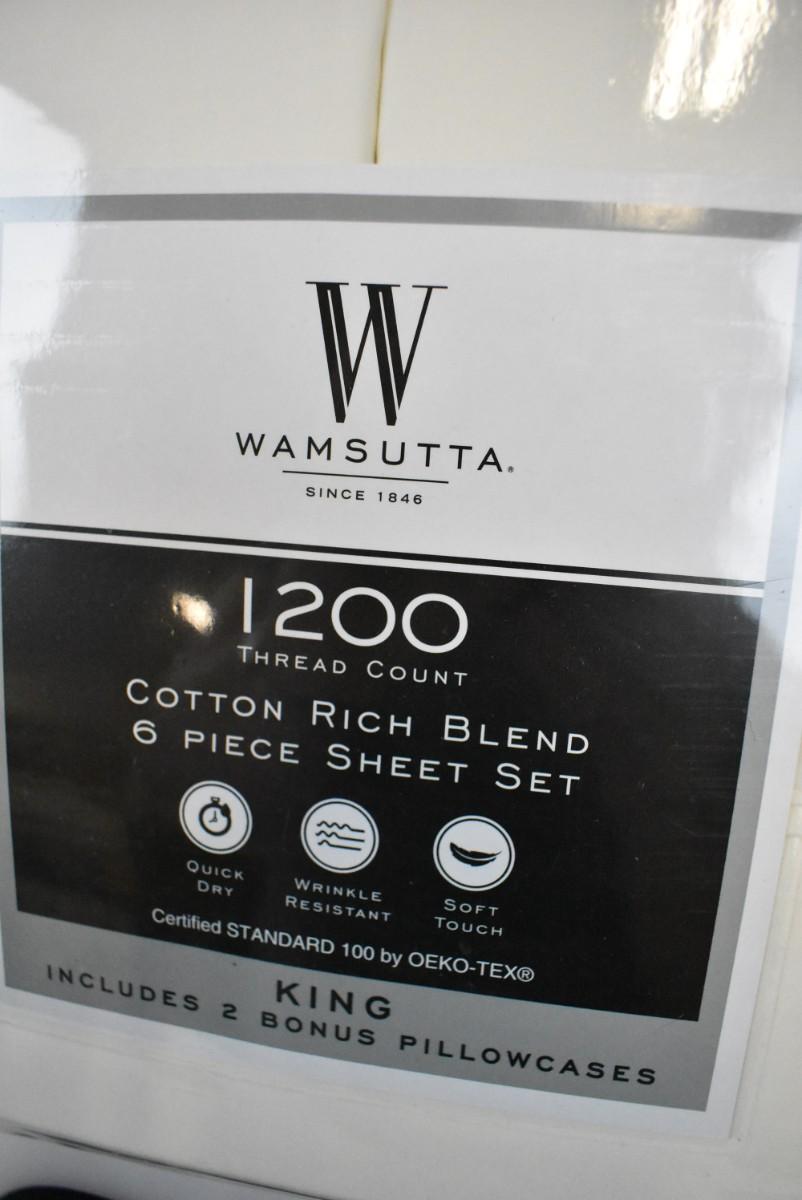 W
WAMSUTTA®
SINCE 1846
1200
THREAD COUNT
COTTON RICH BLEND
6 PIECE SHEET SET
QUICK DRY
WRINKLE RESISTANT
SOFT TOUCH
Certified STANDARD 100 by OEKO-TEX®
KING
INCLUDES 2 BONUS PILLOWCASES